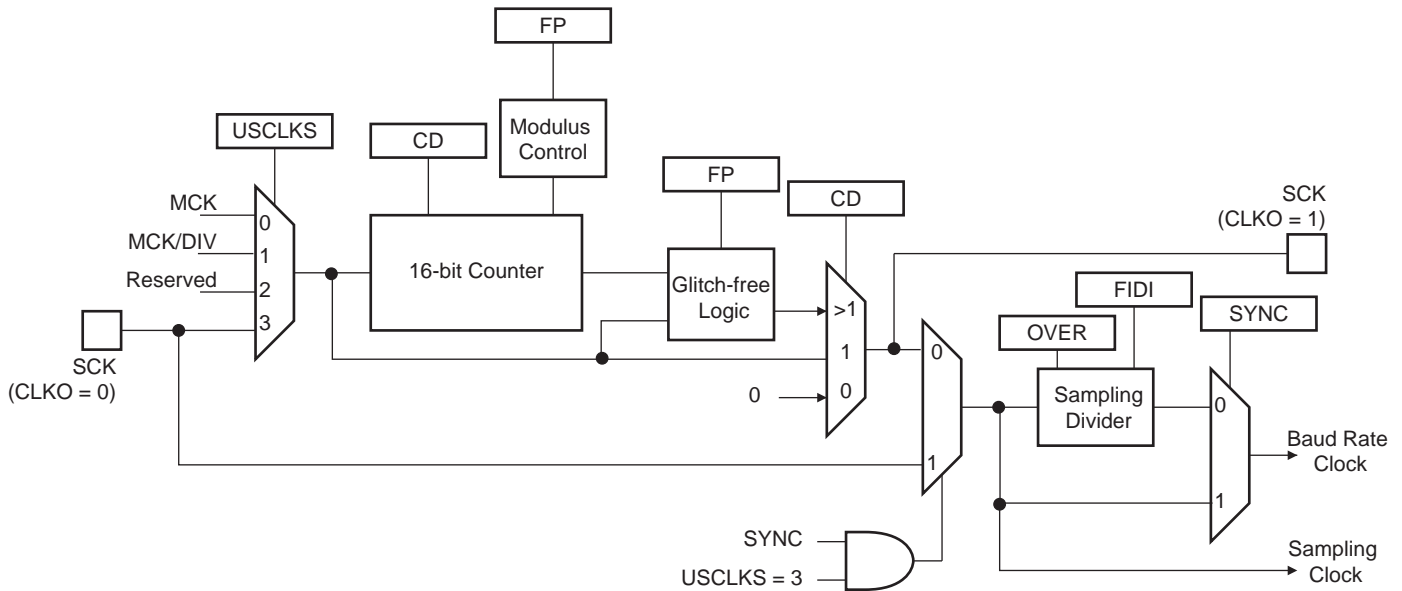 FP
USCLKS
CD
Modulus
Control
FP
CD
SCK
(CLKO = 1)
MCK
0
MCK/DIV
1
Reserved
2
3
16-bit Counter
Glitch-free
Logic
>1
1
0
0
FIDI
OVER
SYNC
SCK
(CLKO = 0)
0
1
Sampling
Divider
0
1
Baud Rate
Clock
SYNC
USCLKS = 3
Sampling
Clock